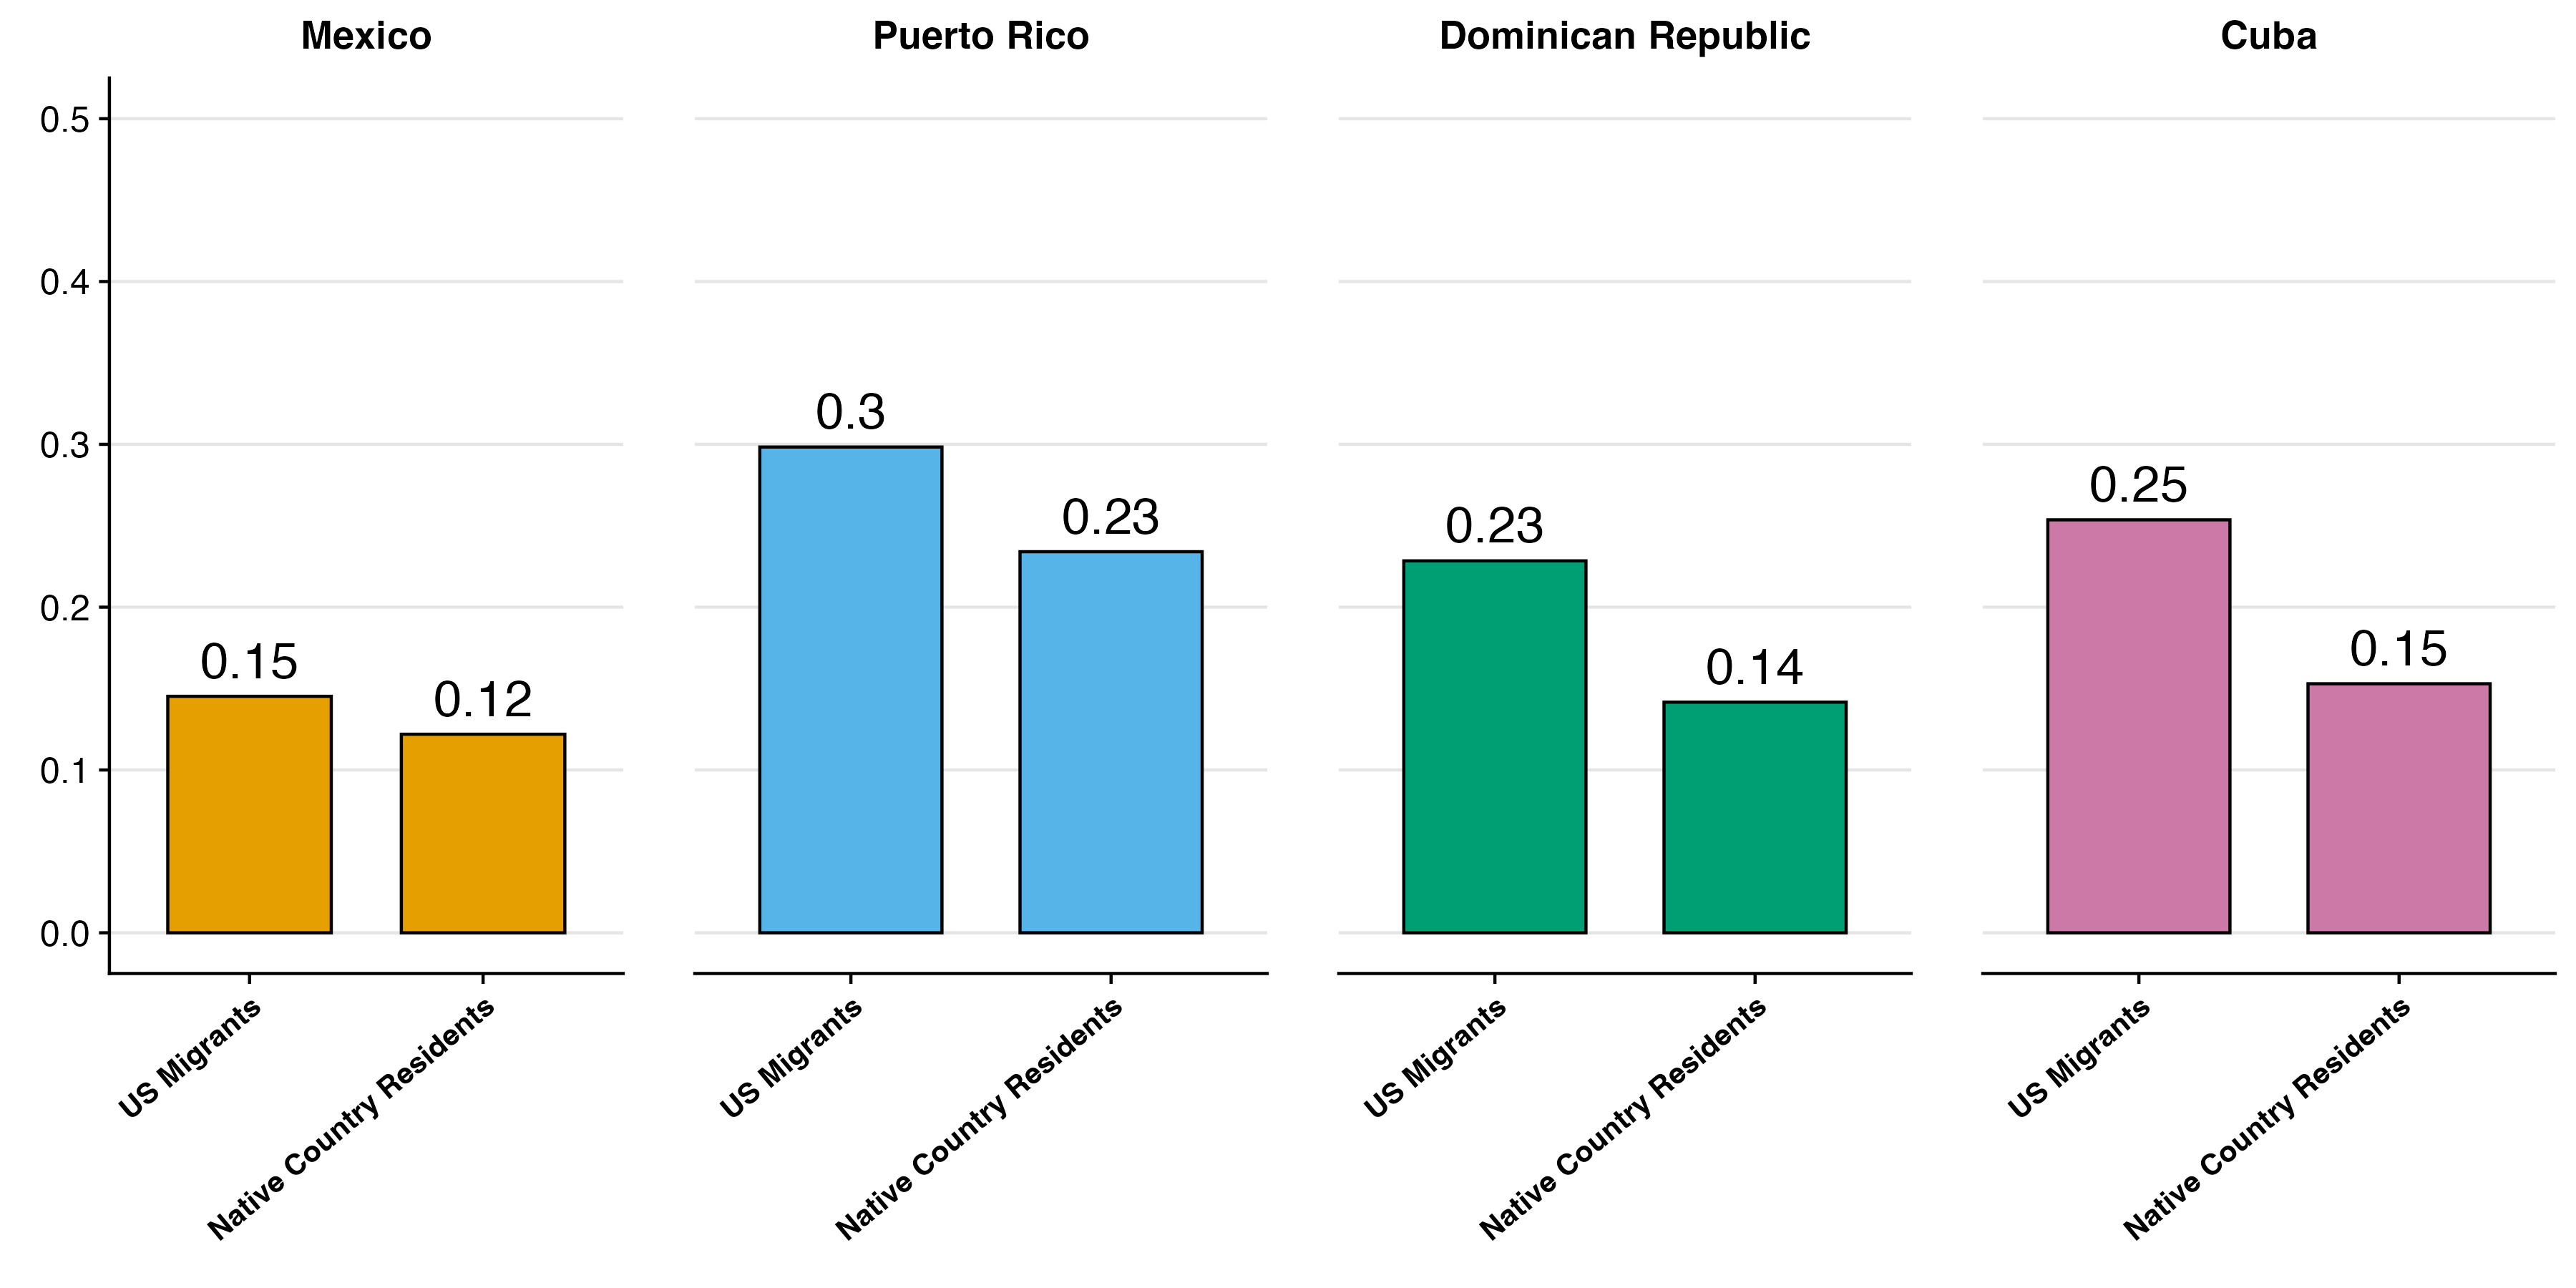 Mexico
Puerto Rico
Dominican Republic
Cuba
0.5
0.4
0.3
0.2
0.1
0.0
0.15
0.12
0.3
0.23
0.23
0.14
0.25
0.15
US Migrants
Native Country Residents
US Migrants
Native Country Residents
US Migrants
Native Country Residents
US Migrants
Native Country Residents